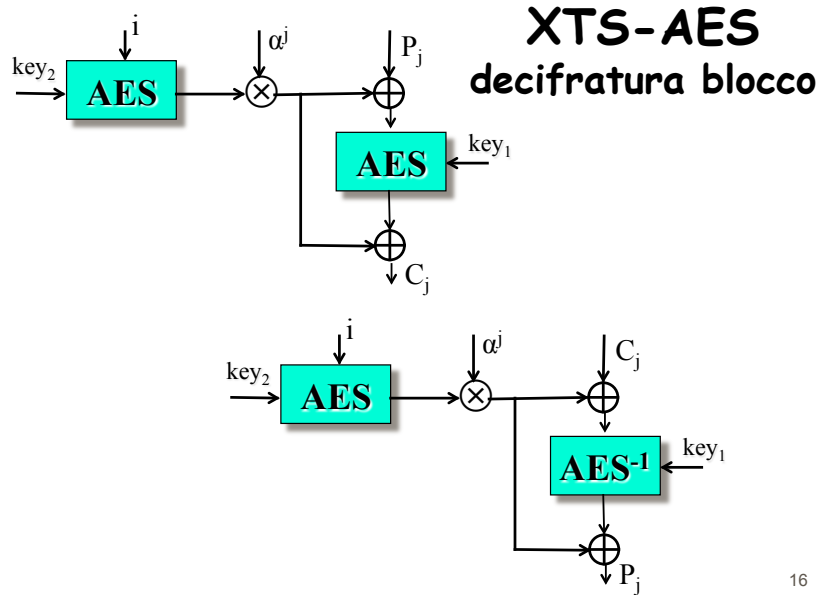 XTS-AES
decifratura blocco
i
αʲ
Pⱼ
key₂
AES
AES
key₁
Cⱼ
i
αʲ
Cⱼ
key₂
AES
AES⁻¹
key₁
Pⱼ
16